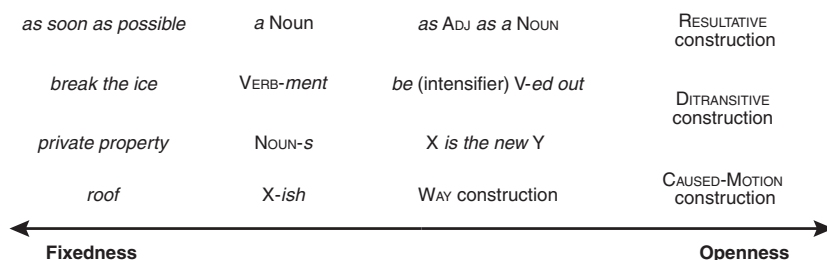 as soon as possible a Noun as ADJ as a NOUN RESULTATIVE
construction
break the ice VERB-ment be (intensifier) V-ed out DITRANSITIVE
construction
private property NOUN-s X is the new Y
roof X-ish WAY construction CAUSED-MOTION
construction
Fixedness Openness